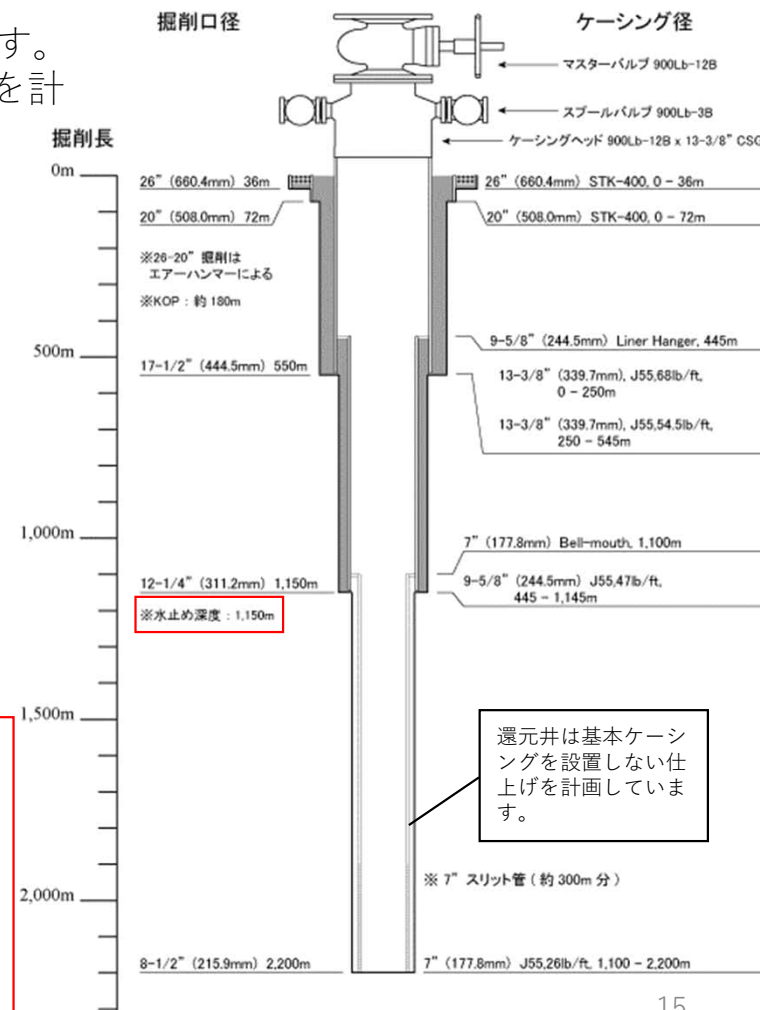 す。
を計
掘削口径
ケーシング径
マスターバルブ 900Lb-12B
スプールバルブ 900Lb-3B
ケーシングヘッド 900Lb-12B x 13-3/8" CSG
掘削長
0m
26" (660.4mm) 36m
26" (660.4mm) STK-400, 0 - 36m
20" (508.0mm) 72m
20" (508.0mm) STK-400, 0 - 72m
※26-20" 掘削は
エアーハンマーによる
※KOP : 約 180m
9-5/8" (244.5mm) Liner Hanger, 445m
500m
17-1/2" (444.5mm) 550m
13-3/8" (339.7mm), J55,68lb/ft,
0 - 250m
13-3/8" (339.7mm), J55,54.5lb/ft,
250 - 545m
1,000m
7" (177.8mm) Bell-mouth, 1,100m
12-1/4" (311.2mm) 1,150m
9-5/8" (244.5mm) J55,47lb/ft,
445 - 1,145m
※水止め深度 : 1,150m
1,500m
還元井は基本ケーシ
ングを設置しない仕
上げを計画していま
す。
※ 7" スリット管 ( 約 300m 分 )
2,000m
8-1/2" (215.9mm) 2,200m
7" (177.8mm) J55,26lb/ft, 1,100 - 2,200m
15